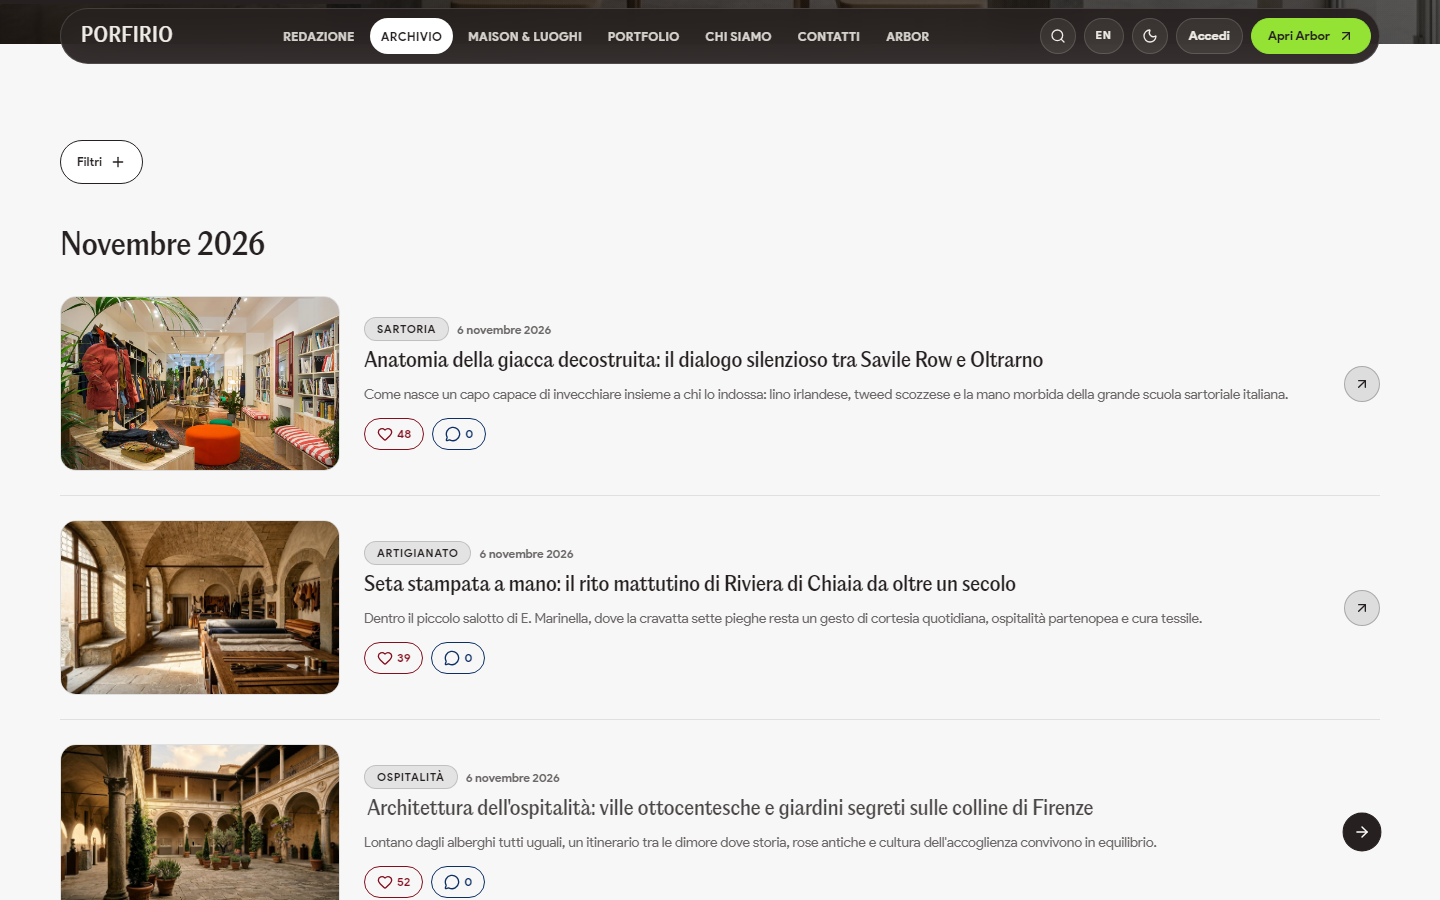 PORFIRIO
REDAZIONE
ARCHIVIO
MAISON & LUOGHI
PORTFOLIO
CHI SIAMO
CONTATTI
ARBOR
EN
Accedi
Apri Arbor
Filtri
Novembre 2026
SARTORIA 6 novembre 2026
Anatomia della giacca decostruita: il dialogo silenzioso tra Savile Row e Oltrarno
Come nasce un capo capace di invecchiare insieme a chi lo indossa: lino irlandese, tweed scozzese e la mano morbida della grande scuola sartoriale italiana.
48 0
ARTIGIANATO 6 novembre 2026
Seta stampata a mano: il rito mattutino di Riviera di Chiaia da oltre un secolo
Dentro il piccolo salotto di E. Marinella, dove la cravatta sette pieghe resta un gesto di cortesia quotidiana, ospitalità partenopea e cura tessile.
39 0
OSPITALITÀ 6 novembre 2026
Architettura dell'ospitalità: ville ottocentesche e giardini segreti sulle colline di Firenze
Lontano dagli alberghi tutti uguali, un itinerario tra le dimore dove storia, rose antiche e cultura dell'accoglienza convivono in equilibrio.
52 0